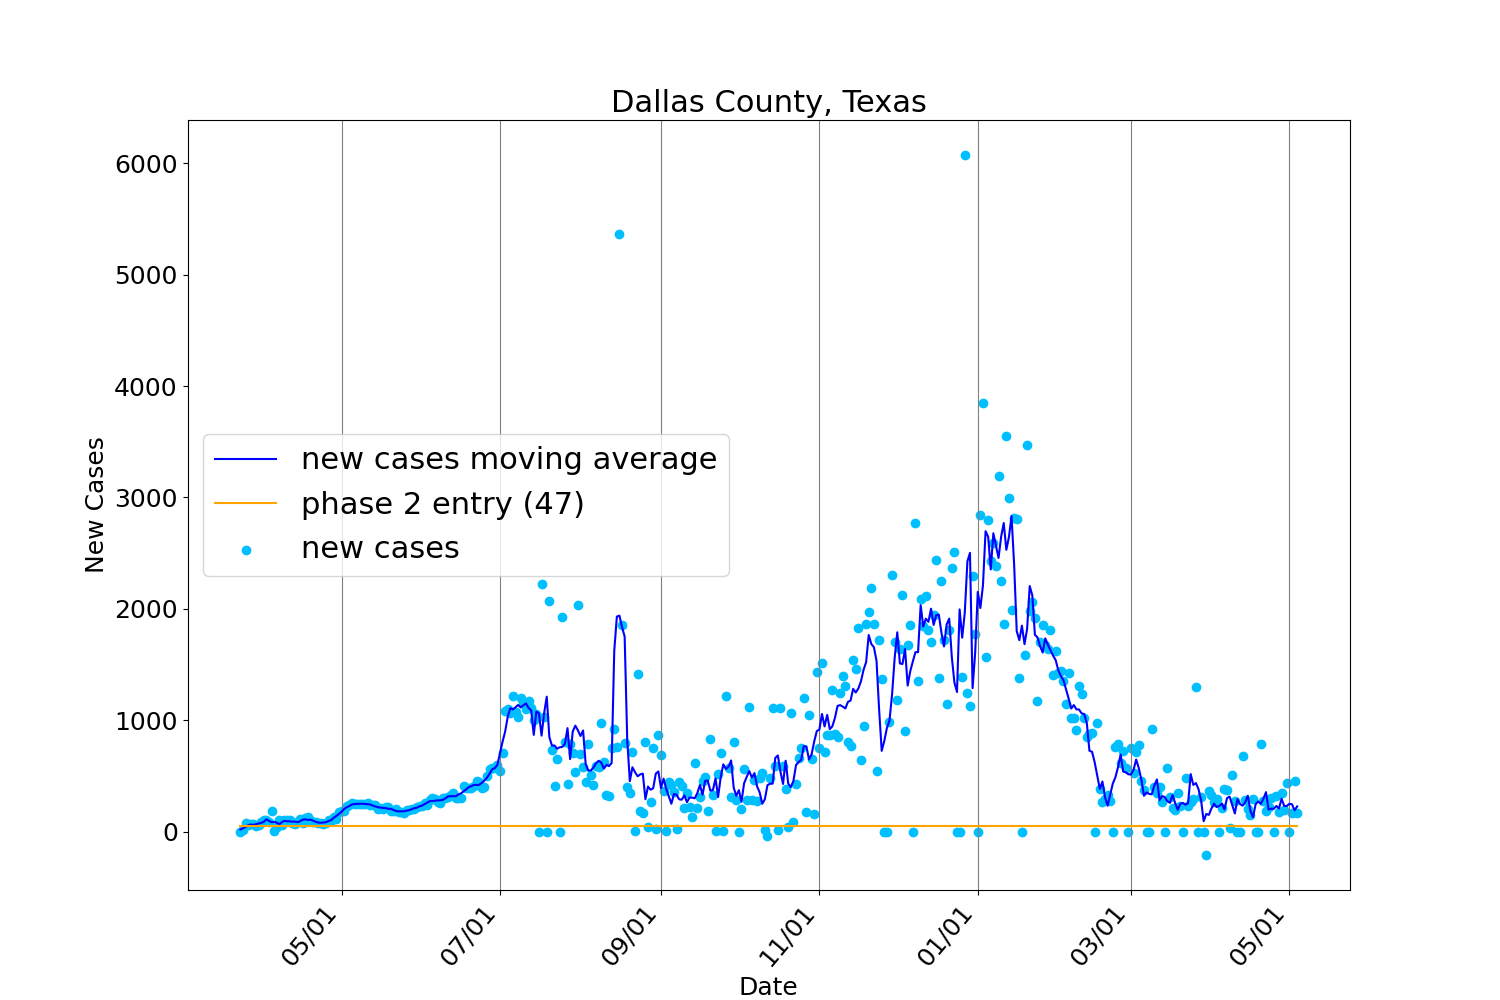 Dallas County, Texas
6000
5000
4000
3000
2000
1000
0
New Cases
new cases moving average
phase 2 entry (47)
new cases
05/01
07/01
09/01
11/01
01/01
03/01
05/01
Date